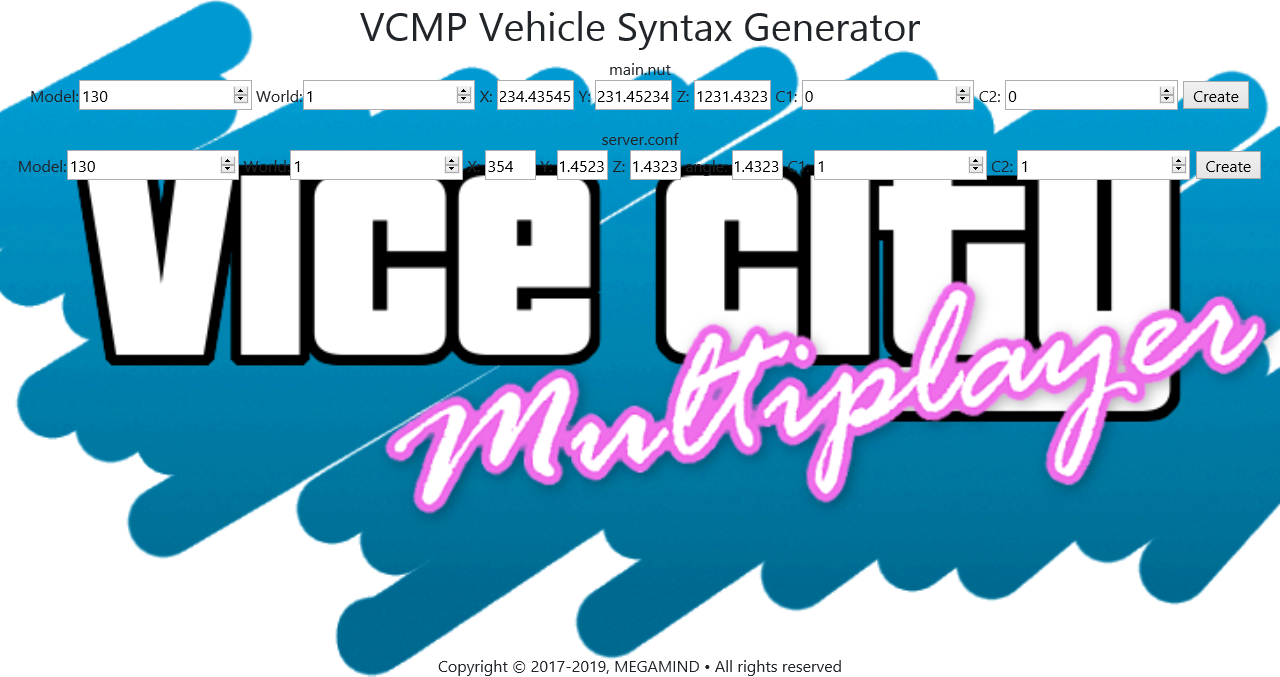 VCMP Vehicle Syntax Generator
main.nut
Model: 130 World: 1 X: 234.43545 Y: 231.45234 Z: 1231.4323 C1: 0 C2: 0 Create
server.conf
Model: 130 World: 1 X: 354 Y: 1.4523 Z: 1.4323 angle: 1.4323 C1: 1 C2: 1 Create
Vice City
Multiplayer
Copyright © 2017-2019, MEGAMIND • All rights reserved